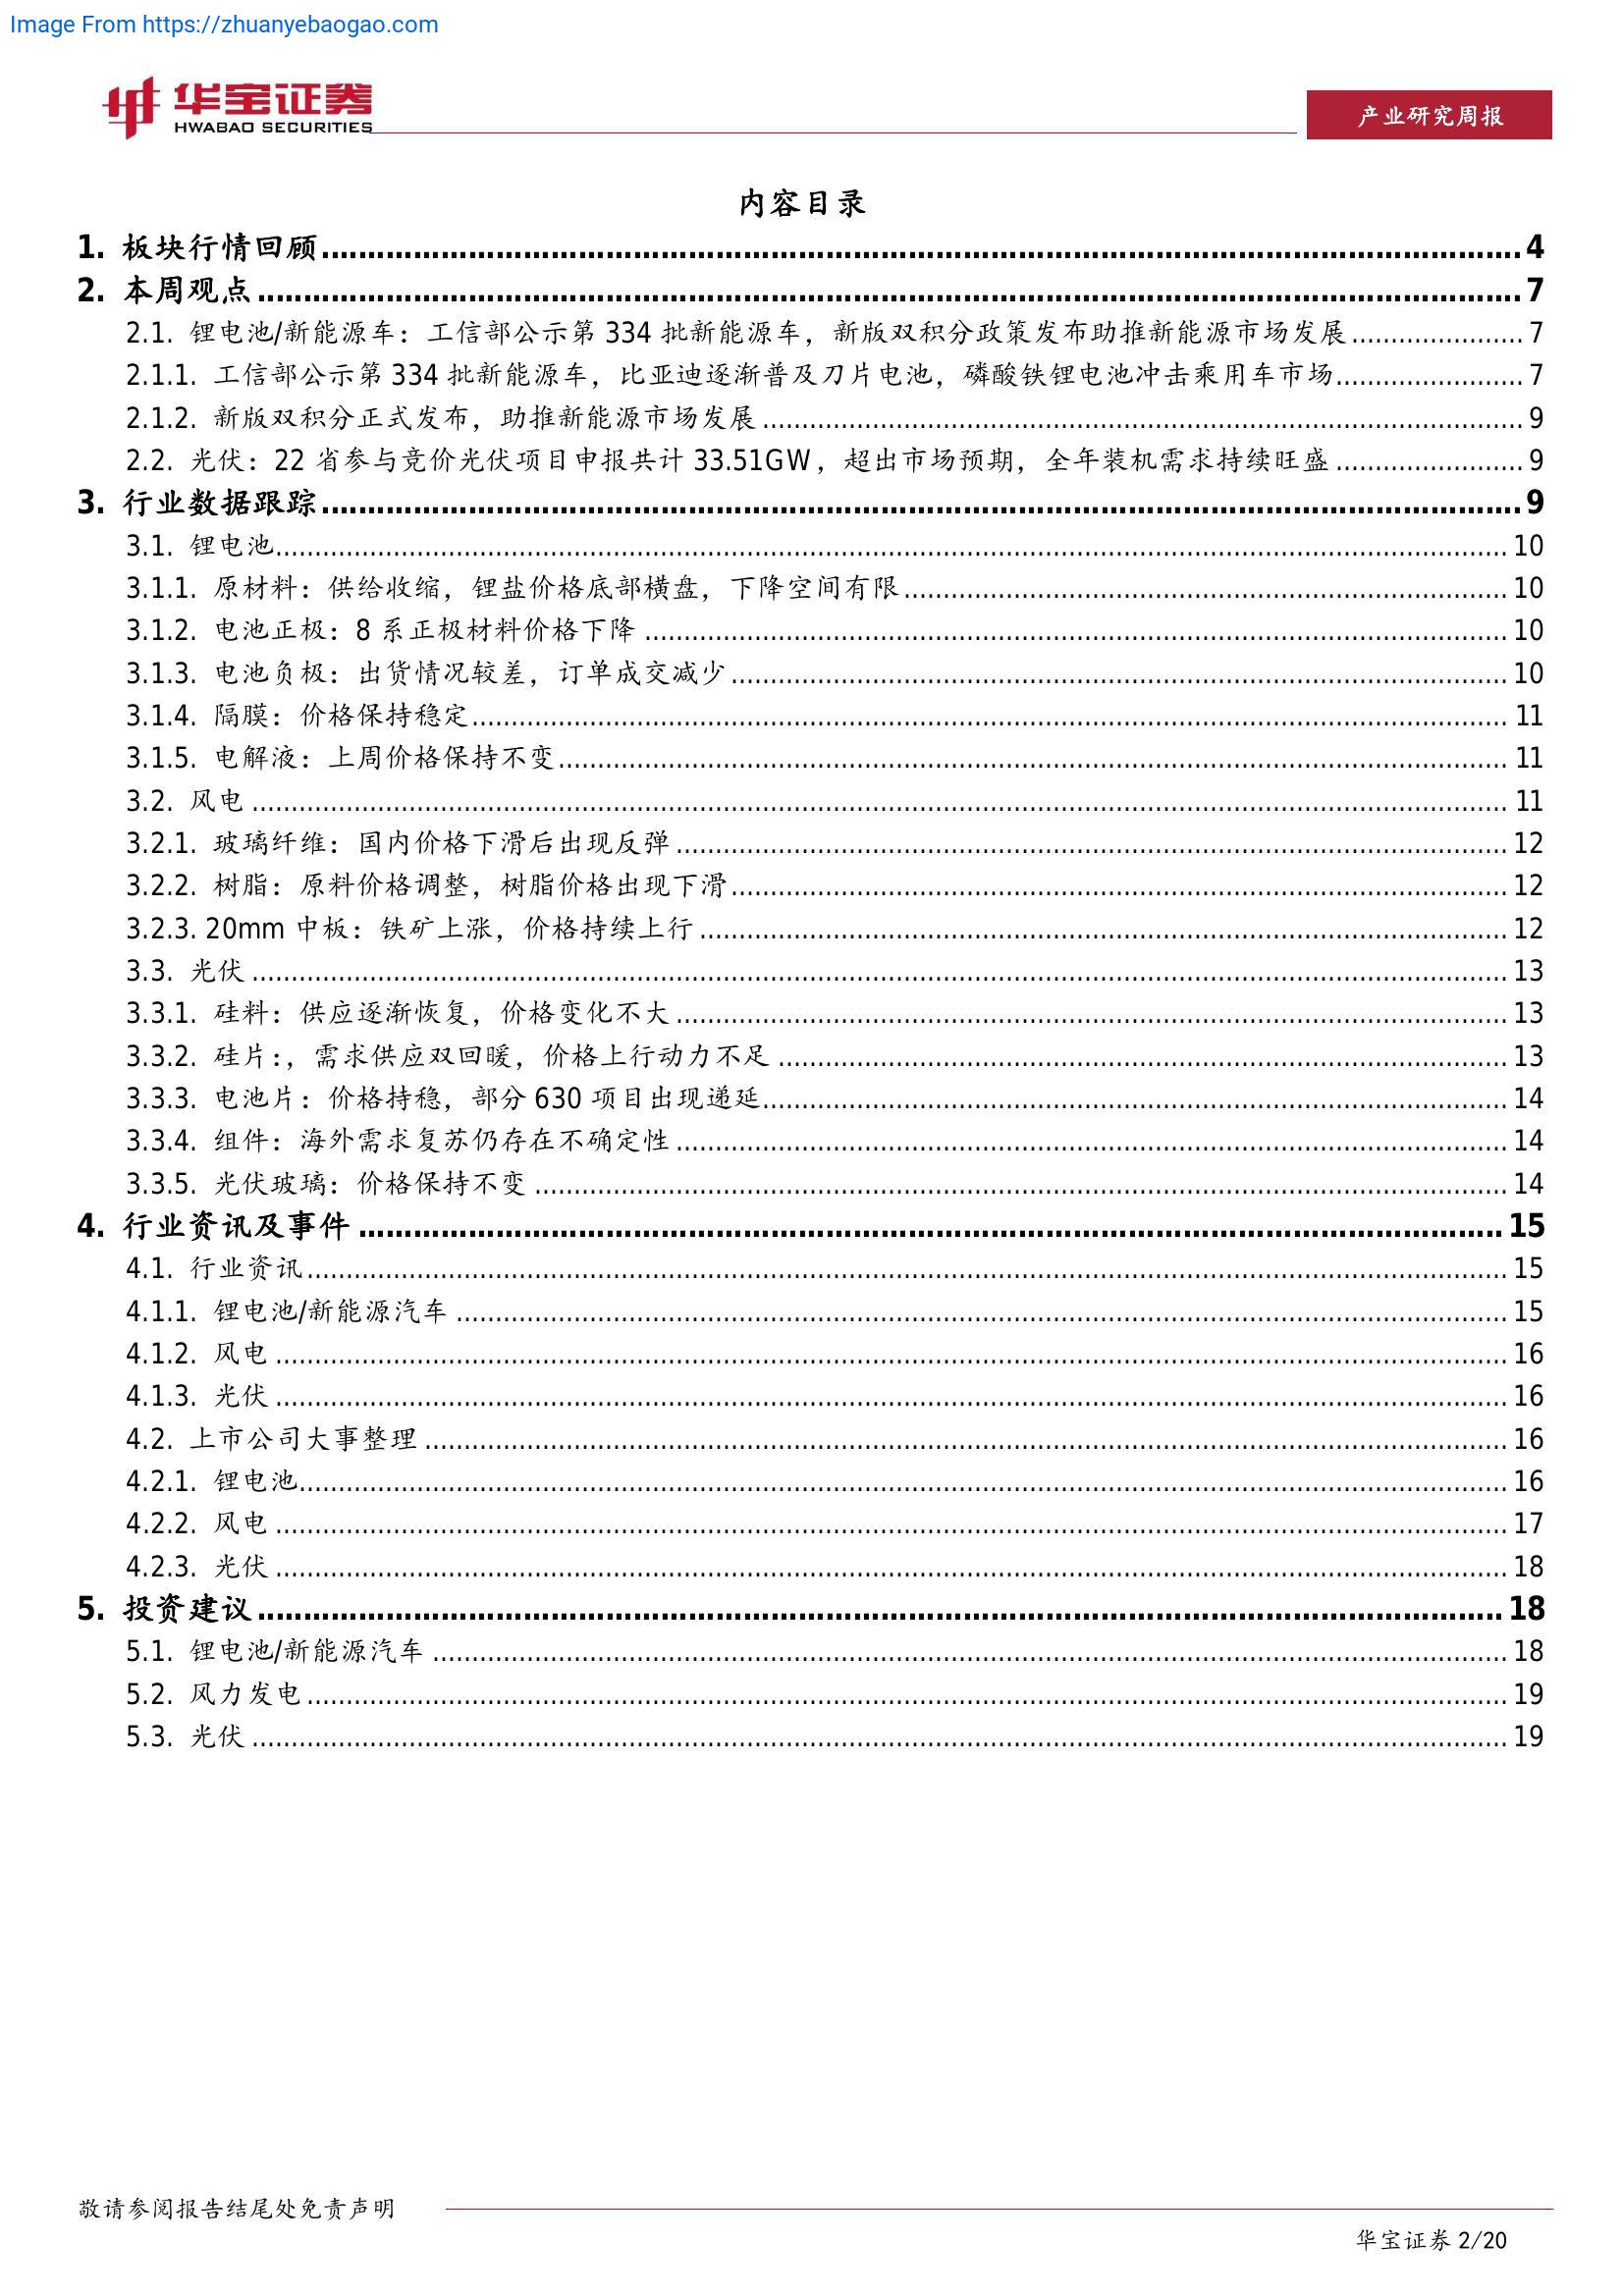 Image From https://zhuanyebaogao.com
华宝证券
HWABAO SECURITIES
产业研究周报
内容目录
1. 板块行情回顾 4
2. 本周观点 7
2.1. 锂电池/新能源车：工信部公示第 334 批新能源车，新版双积分政策发布助推新能源市场发展 7
2.1.1. 工信部公示第 334 批新能源车，比亚迪逐渐普及刀片电池，磷酸铁锂电池冲击乘用车市场 7
2.1.2. 新版双积分正式发布，助推新能源市场发展 9
2.2. 光伏：22 省参与竞价光伏项目申报共计 33.51GW，超出市场预期，全年装机需求持续旺盛 9
3. 行业数据跟踪 9
3.1. 锂电池 10
3.1.1. 原材料：供给收缩，锂盐价格底部横盘，下降空间有限 10
3.1.2. 电池正极：8 系正极材料价格下降 10
3.1.3. 电池负极：出货情况较差，订单成交减少 10
3.1.4. 隔膜：价格保持稳定 11
3.1.5. 电解液：上周价格保持不变 11
3.2. 风电 11
3.2.1. 玻璃纤维：国内价格下滑后出现反弹 12
3.2.2. 树脂：原料价格调整，树脂价格出现下滑 12
3.2.3. 20mm 中板：铁矿上涨，价格持续上行 12
3.3. 光伏 13
3.3.1. 硅料：供应逐渐恢复，价格变化不大 13
3.3.2. 硅片：，需求供应双回暖，价格上行动力不足 13
3.3.3. 电池片：价格持稳，部分 630 项目出现递延 14
3.3.4. 组件：海外需求复苏仍存在不确定性 14
3.3.5. 光伏玻璃：价格保持不变 14
4. 行业资讯及事件 15
4.1. 行业资讯 15
4.1.1. 锂电池/新能源汽车 15
4.1.2. 风电 16
4.1.3. 光伏 16
4.2. 上市公司大事整理 16
4.2.1. 锂电池 16
4.2.2. 风电 17
4.2.3. 光伏 18
5. 投资建议 18
5.1. 锂电池/新能源汽车 18
5.2. 风力发电 19
5.3. 光伏 19
敬请参阅报告结尾处免责声明
华宝证券 2/20